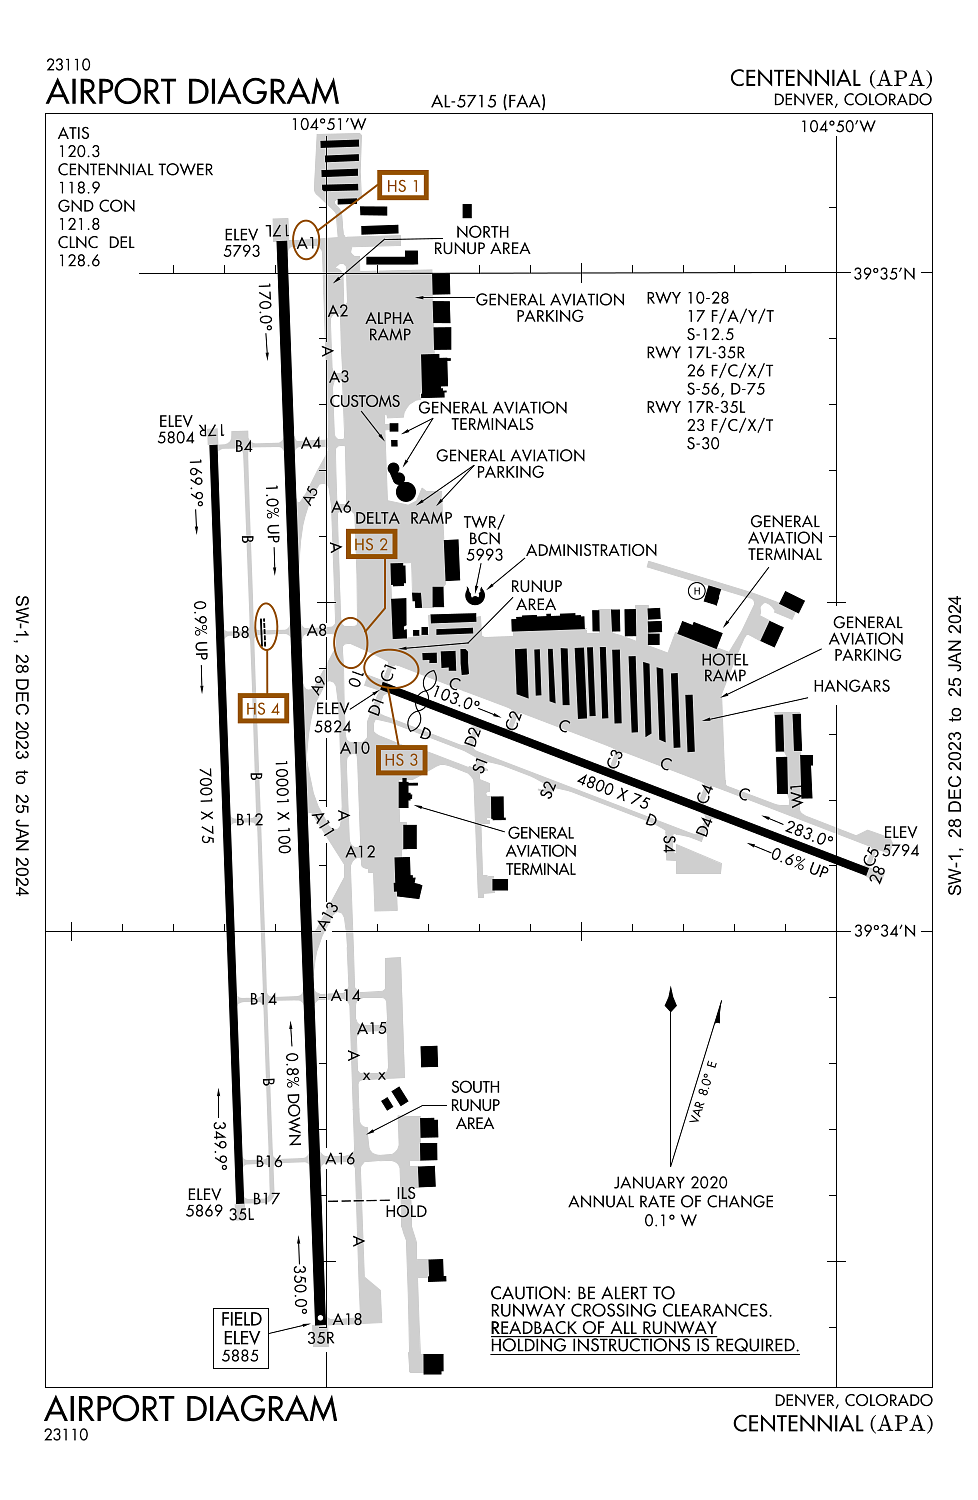 23110
AIRPORT DIAGRAM
AL-5715 (FAA)
CENTENNIAL (APA)
DENVER, COLORADO
104°51'W
104°50'W
ATIS
120.3
CENTENNIAL TOWER
118.9
GND CON
121.8
CLNC DEL
128.6
HS 1
ELEV
5793
17L
A1
NORTH
RUNUP AREA
39°35'N
170.0°
A2
ALPHA
RAMP
GENERAL AVIATION
PARKING
RWY 10-28
17 F/A/Y/T
S-12.5
RWY 17L-35R
26 F/C/X/T
S-56, D-75
RWY 17R-35L
23 F/C/X/T
S-30
A
A3
CUSTOMS
GENERAL AVIATION
TERMINALS
ELEV
5804
17R
B4
A4
GENERAL AVIATION
PARKING
169.9°
1.0% UP
A5
A6
DELTA RAMP
TWR/
BCN
5993
GENERAL
AVIATION
TERMINAL
B
A
HS 2
ADMINISTRATION
RUNUP
AREA
H
0.9% UP
B8
A8
GENERAL
AVIATION
PARKING
HOTEL
RAMP
HANGARS
A9
10
C1
C
103.0°
HS 4
ELEV
5824
D1
D
C2
D2
C
A10
HS 3
S1
C3
C
7001 X 75
10001 X 100
B
4800 X 75
S2
C4
C
W1
B12
A11
A
D
D4
283.0°
GENERAL
AVIATION
TERMINAL
S4
0.6% UP
ELEV
5794
C5
28
A12
A13
39°34'N
B14
A14
A15
A
X X
B
0.8% DOWN
SOUTH
RUNUP
AREA
VAR 8.0° E
349.9°
B16
A16
JANUARY 2020
ANNUAL RATE OF CHANGE
0.1° W
ELEV
5869
35L
B17
ILS
HOLD
A
350.0°
FIELD
ELEV
5885
A18
35R
CAUTION: BE ALERT TO
RUNWAY CROSSING CLEARANCES.
READBACK OF ALL RUNWAY
HOLDING INSTRUCTIONS IS REQUIRED.
SW-1, 28 DEC 2023 to 25 JAN 2024
SW-1, 28 DEC 2023 to 25 JAN 2024
AIRPORT DIAGRAM
23110
DENVER, COLORADO
CENTENNIAL (APA)